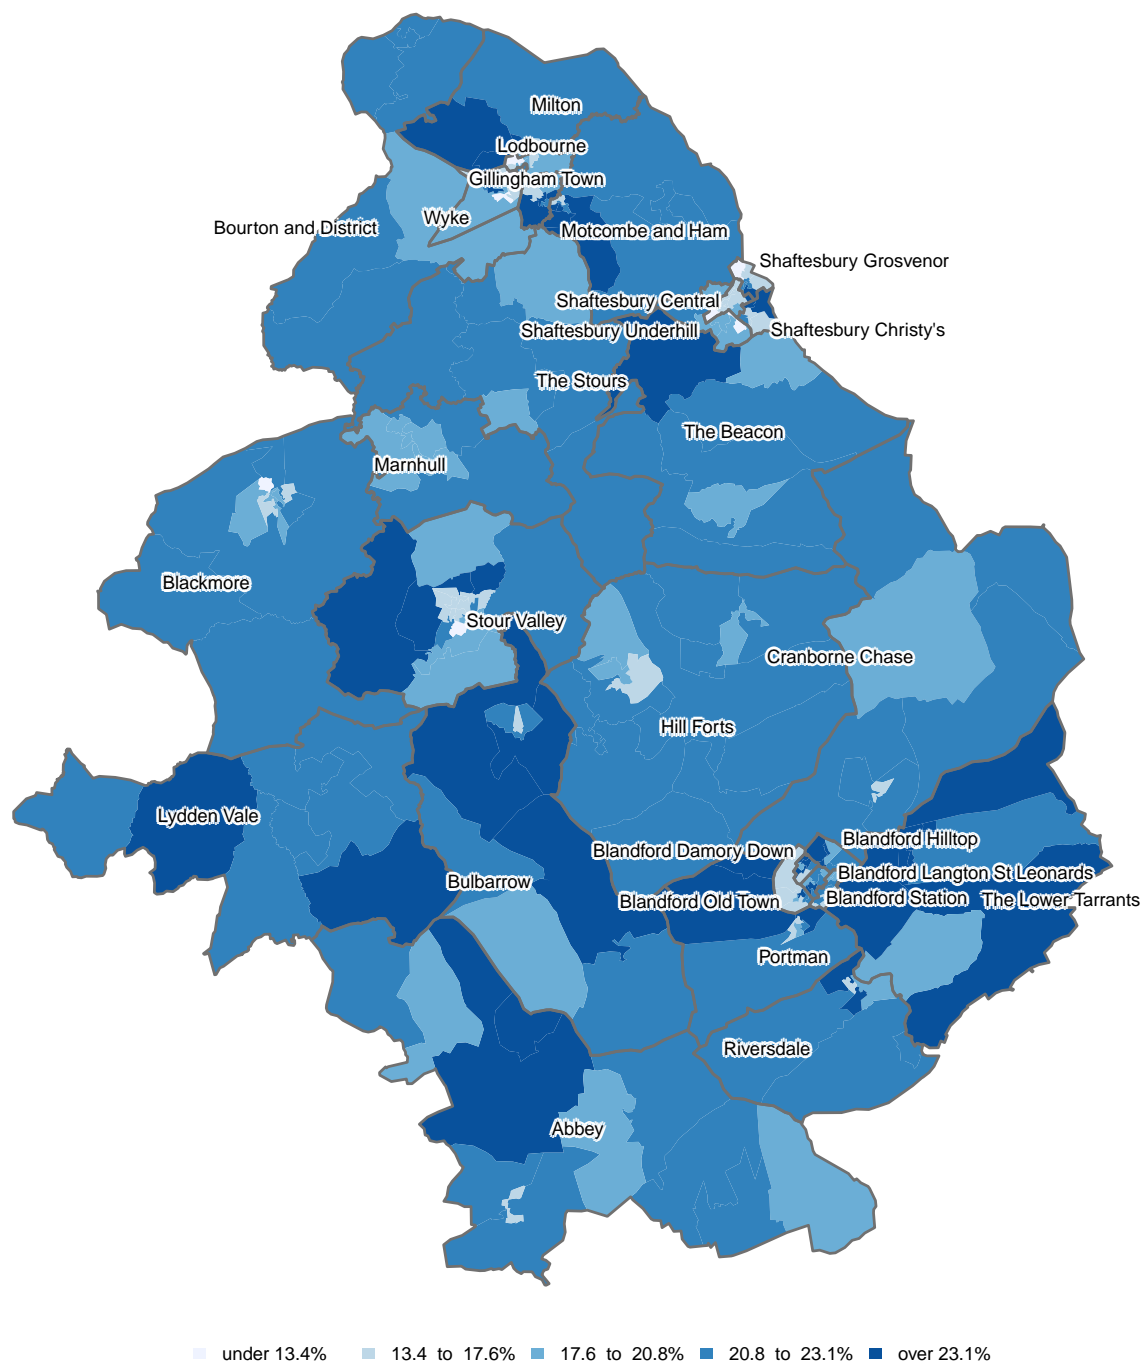 Milton
Lodbourne
Gillingham Town
Wyke
Bourton and District
Motcombe and Ham
Shaftesbury Grosvenor
Shaftesbury Central
Shaftesbury Underhill
Shaftesbury Christy's
The Stours
The Beacon
Marnhull
Blackmore
Stour Valley
Cranborne Chase
Hill Forts
Lydden Vale
Blandford Hilltop
Blandford Damory Down
Blandford Langton St Leonards
Bulbarrow
Blandford Old Town
Blandford Station
The Lower Tarrants
Portman
Riversdale
Abbey
under 13.4%
13.4 to 17.6%
17.6 to 20.8%
20.8 to 23.1%
over 23.1%